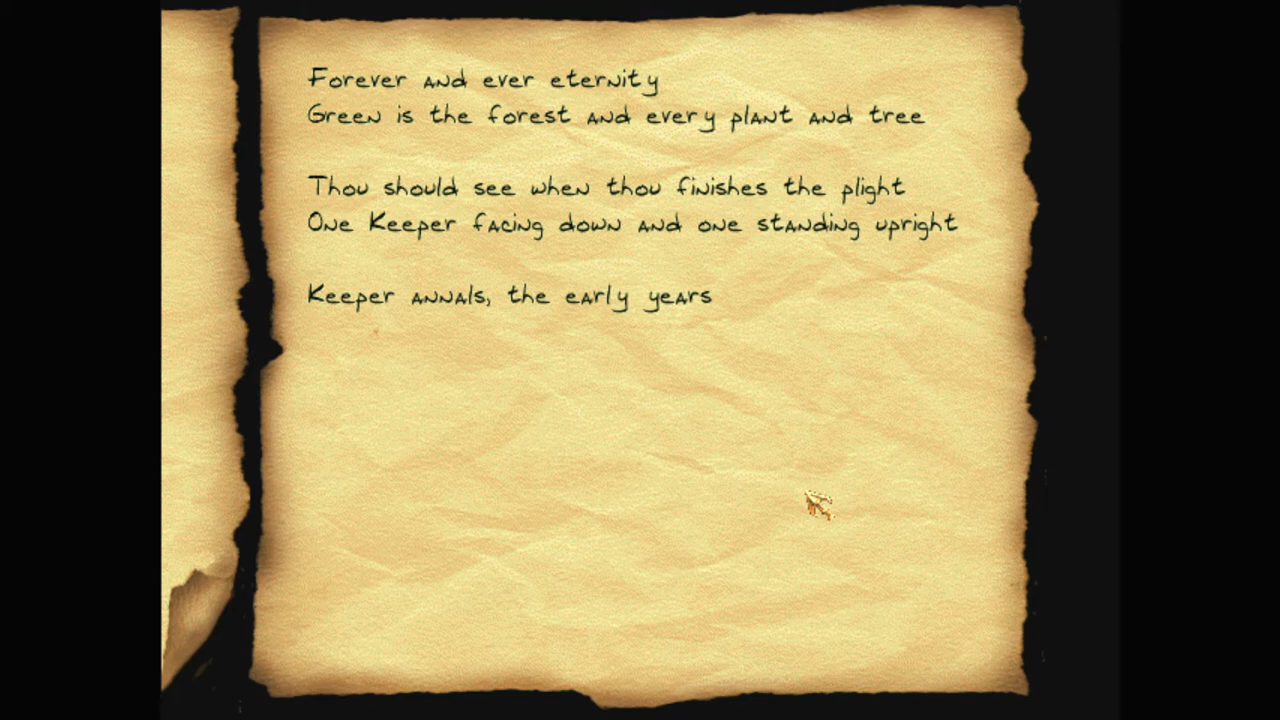 Forever and ever eternity
Green is the forest and every plant and tree
Thou should see when thou finishes the plight
One Keeper facing down and one standing upright
Keeper annals, the early years